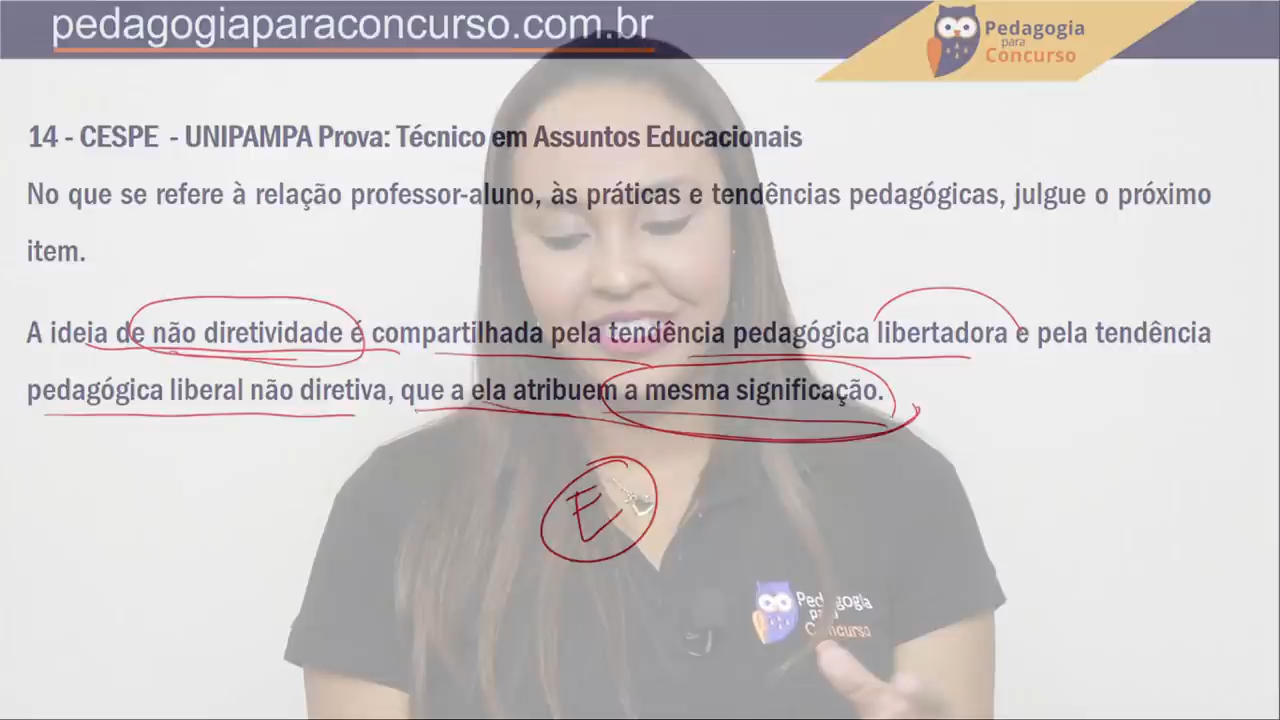 pedagogiaparaconcurso.com.br
Pedagogia
para
Concurso
14 - CESPE - UNIPAMPA Prova: Técnico em Assuntos Educacionais
No que se refere à relação professor-aluno, às práticas e tendências pedagógicas, julgue o próximo
item.
A ideia de não diretividade é compartilhada pela tendência pedagógica libertadora e pela tendência
pedagógica liberal não diretiva, que a ela atribuem a mesma significação.
E
Pedagogia
para
Concurso